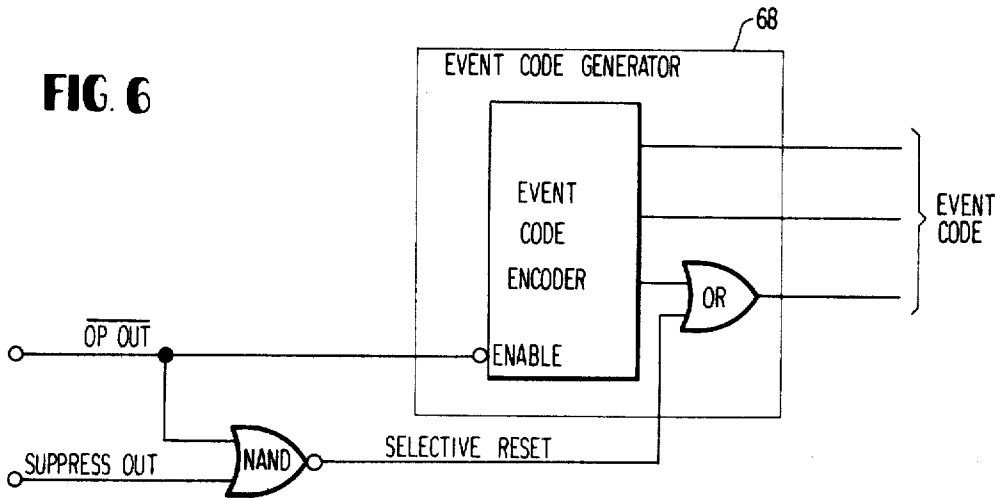 68
EVENT CODE GENERATOR
FIG. 6
EVENT
CODE
ENCODER
EVENT
CODE
OR
OP OUT
ENABLE
SUPPRESS OUT
NAND
SELECTIVE RESET